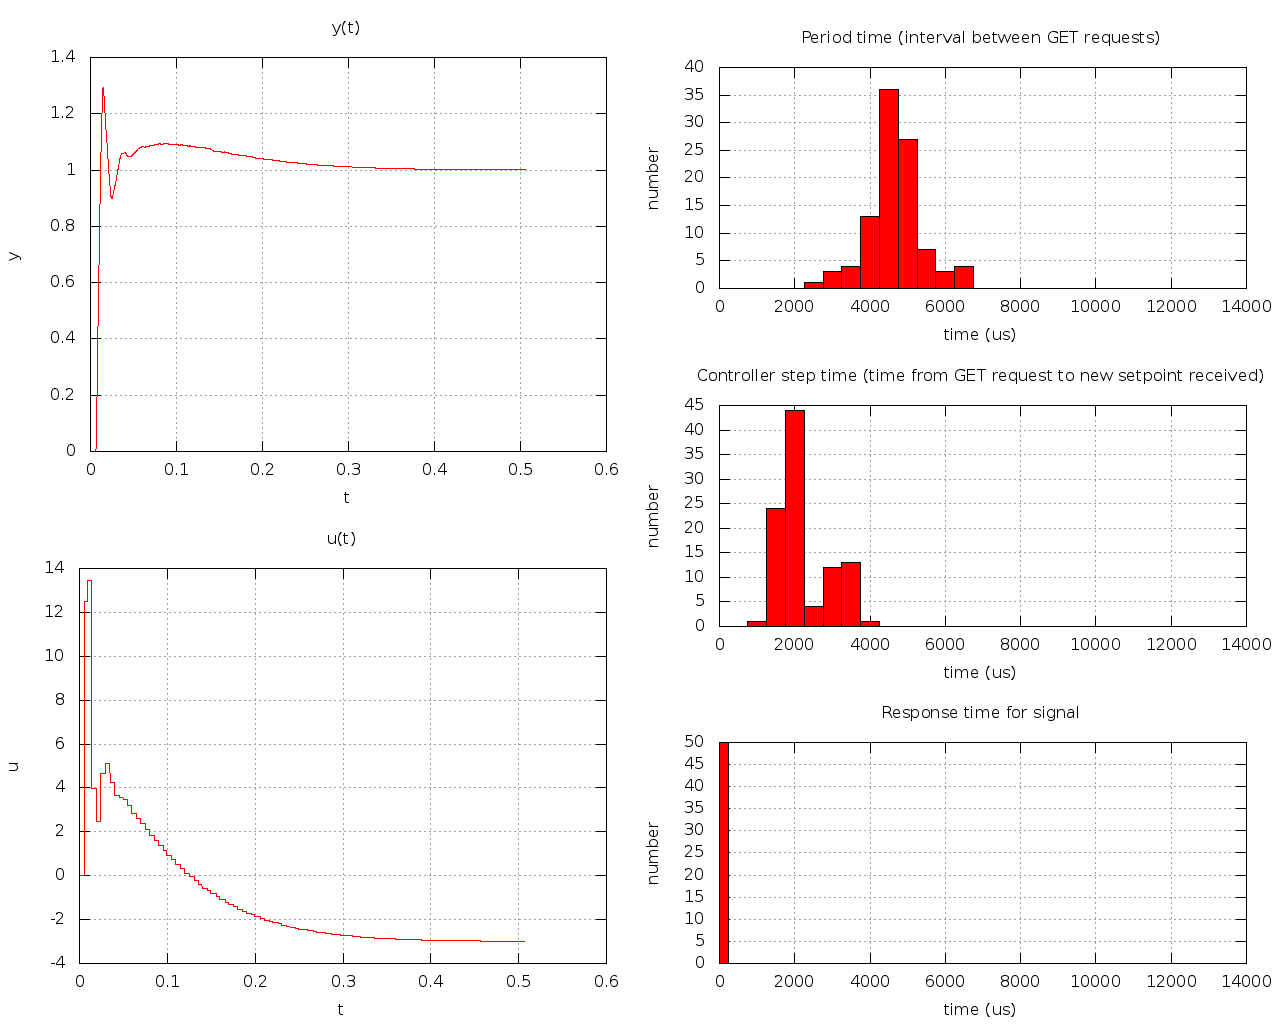 y(t)
1.4
1.2
1
0.8
0.6
0.4
0.2
0
y
0 0.1 0.2 0.3 0.4 0.5 0.6
t
u(t)
14
12
10
8
6
4
2
0
-2
-4
u
0 0.1 0.2 0.3 0.4 0.5 0.6
t
Period time (interval between GET requests)
40
35
30
25
20
15
10
5
0
number
0 2000 4000 6000 8000 10000 12000 14000
time (us)
Controller step time (time from GET request to new setpoint received)
45
40
35
30
25
20
15
10
5
0
number
0 2000 4000 6000 8000 10000 12000 14000
time (us)
Response time for signal
50
45
40
35
30
25
20
15
10
5
0
number
0 2000 4000 6000 8000 10000 12000 14000
time (us)